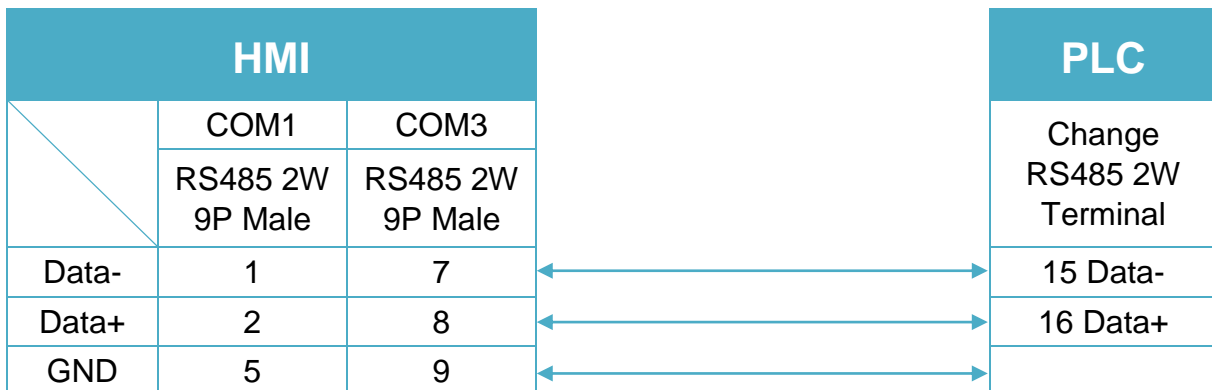 HMI
PLC
COM1 COM3
Change
RS485 2W
Terminal
RS485 2W RS485 2W
9P Male 9P Male
Data- 1 7 15 Data-
Data+ 2 8 16 Data+
GND 5 9